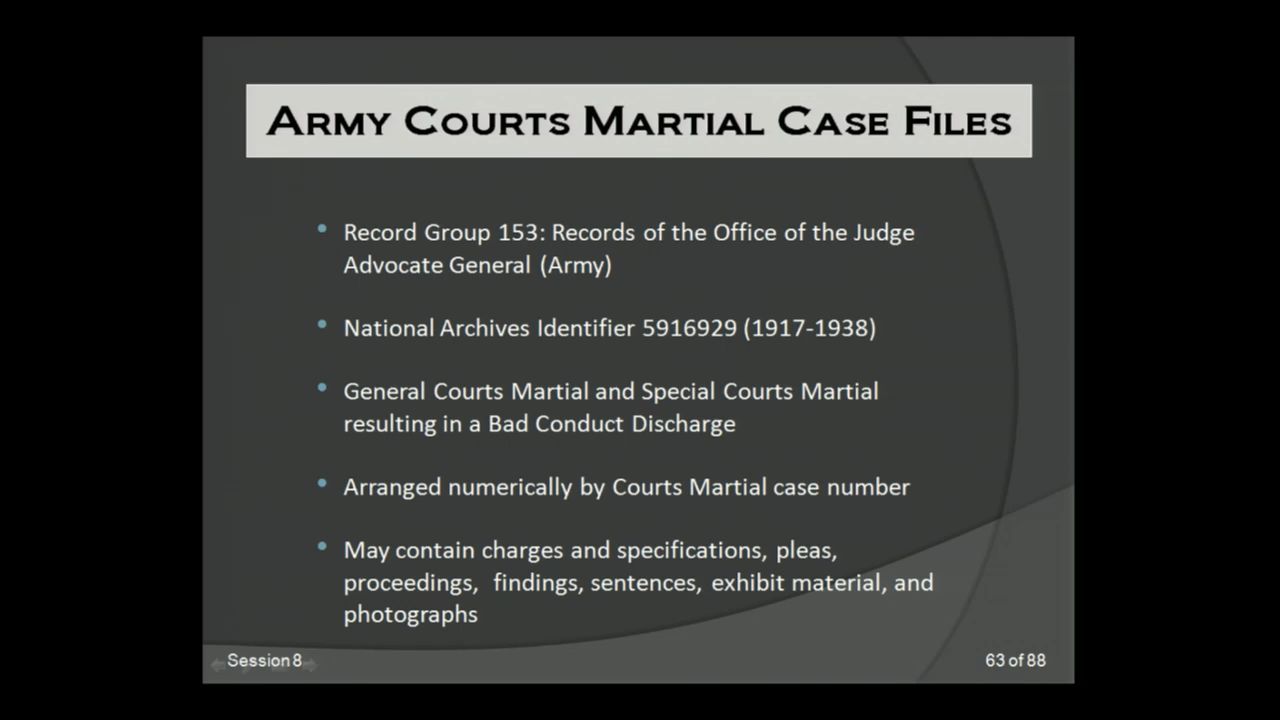 Army Courts Martial Case Files
• Record Group 153: Records of the Office of the Judge
Advocate General (Army)
• National Archives Identifier 5916929 (1917-1938)
• General Courts Martial and Special Courts Martial
resulting in a Bad Conduct Discharge
• Arranged numerically by Courts Martial case number
• May contain charges and specifications, pleas,
proceedings, findings, sentences, exhibit material, and
photographs
Session 8
63 of 88